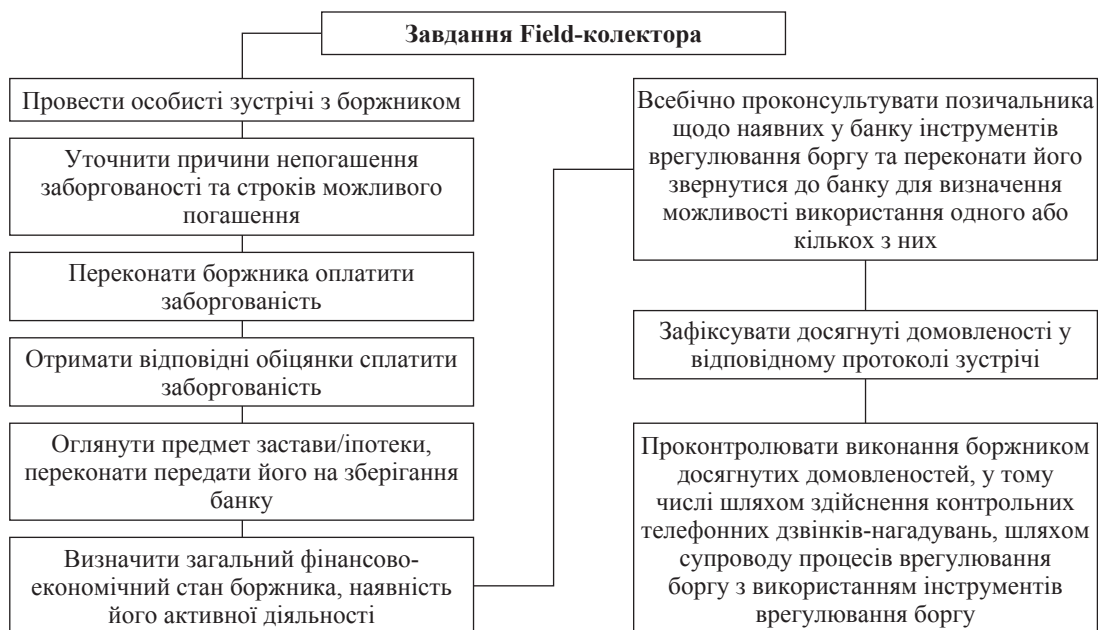 Завдання Field-колектора
Провести особисті зустрічі з боржником
Уточнити причини непогашення
заборгованості та строків можливого
погашення
Переконати боржника оплатити
заборгованість
Отримати відповідні обіцянки сплатити
заборгованість
Оглянути предмет застави/іпотеки,
переконати передати його на зберігання
банку
Визначити загальний фінансово-
економічний стан боржника, наявність
його активної діяльності
Всебічно проконсультувати позичальника
щодо наявних у банку інструментів
врегулювання боргу та переконати його
звернутися до банку для визначення
можливості використання одного або
кількох з них
Зафіксувати досягнуті домовленості у
відповідному протоколі зустрічі
Проконтролювати виконання боржником
досягнутих домовленостей, у тому
числі шляхом здійснення контрольних
телефонних дзвінків-нагадувань, шляхом
супроводу процесів врегулювання
боргу з використанням інструментів
врегулювання боргу